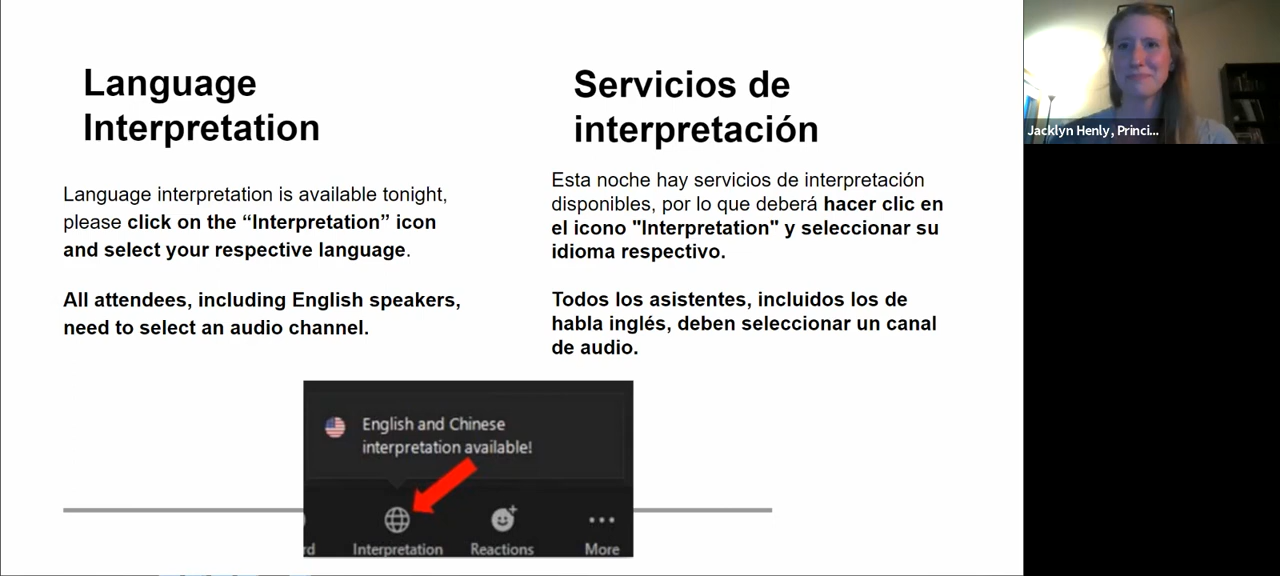 Language
Interpretation
Language interpretation is available tonight,
please click on the “Interpretation” icon
and select your respective language.
All attendees, including English speakers,
need to select an audio channel.
Servicios de
interpretación
Esta noche hay servicios de interpretación
disponibles, por lo que deberá hacer clic en
el icono "Interpretation" y seleccionar su
idioma respectivo.
Todos los asistentes, incluidos los de
habla inglés, deben seleccionar un canal
de audio.
English and Chinese
interpretation available!
rd Interpretation Reactions More
Jacklyn Henly, Princi...